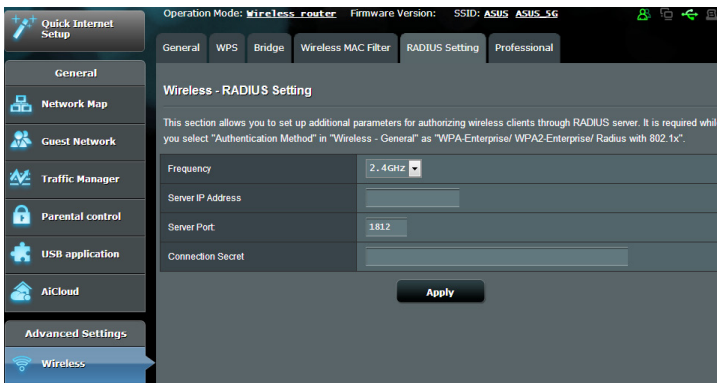 Quick Internet
Setup
General
Network Map
Guest Network
Traffic Manager
Parental control
USB application
AiCloud
Advanced Settings
Wireless
Operation Mode: Wireless router Firmware Version: SSID: ASUS ASUS_5G
General WPS Bridge Wireless MAC Filter RADIUS Setting Professional
Wireless - RADIUS Setting
This section allows you to set up additional parameters for authorizing wireless clients through RADIUS server. It is required
you select "Authentication Method" in "Wireless - General" as "WPA-Enterprise/ WPA2-Enterprise/ Radius with 802.1x".
Frequency 2.4GHz
Server IP Address
Server Port 1812
Connection Secret
Apply